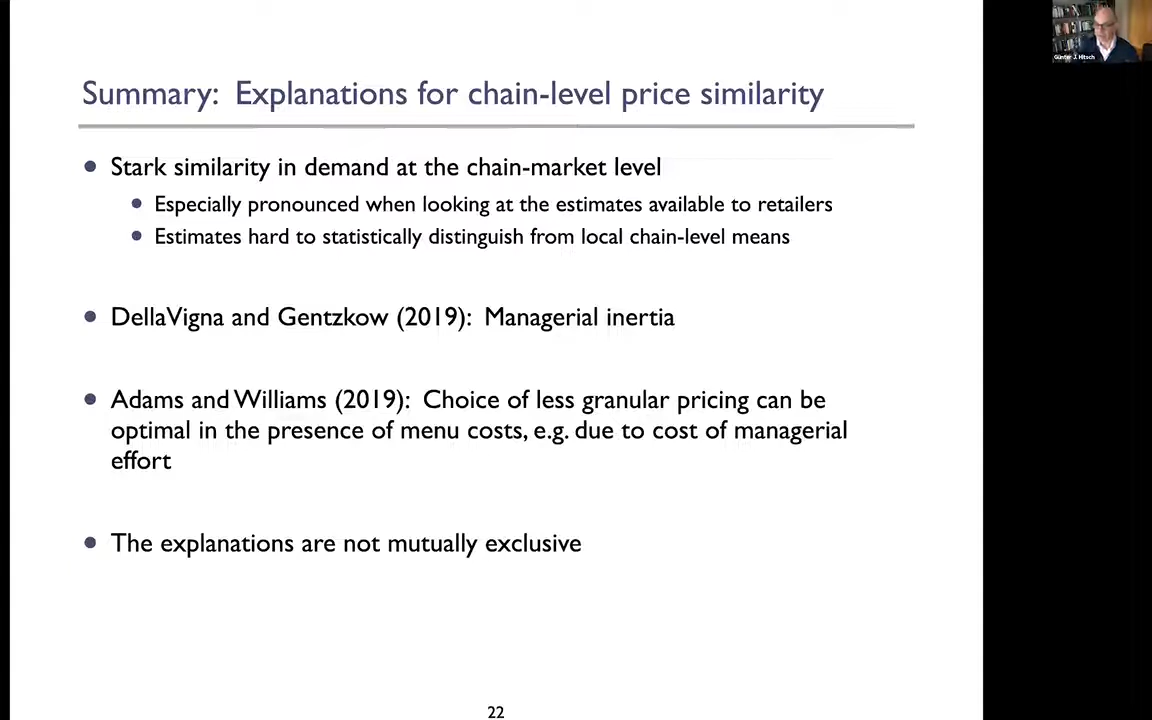 Günter J. Hitsch
Summary: Explanations for chain-level price similarity
Stark similarity in demand at the chain-market level
Especially pronounced when looking at the estimates available to retailers
Estimates hard to statistically distinguish from local chain-level means
DellaVigna and Gentzkow (2019): Managerial inertia
Adams and Williams (2019): Choice of less granular pricing can be
optimal in the presence of menu costs, e.g. due to cost of managerial
effort
The explanations are not mutually exclusive
22